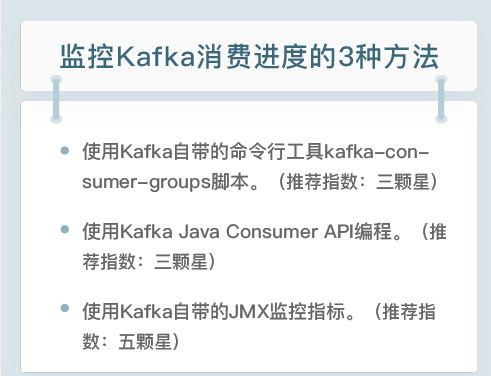 监控Kafka消费进度的3种方法
使用Kafka自带的命令行工具kafka-con-
sumer-groups脚本。（推荐指数：三颗星）
使用Kafka Java Consumer API编程。（推
荐指数：三颗星）
使用Kafka自带的JMX监控指标。（推荐指
数：五颗星）